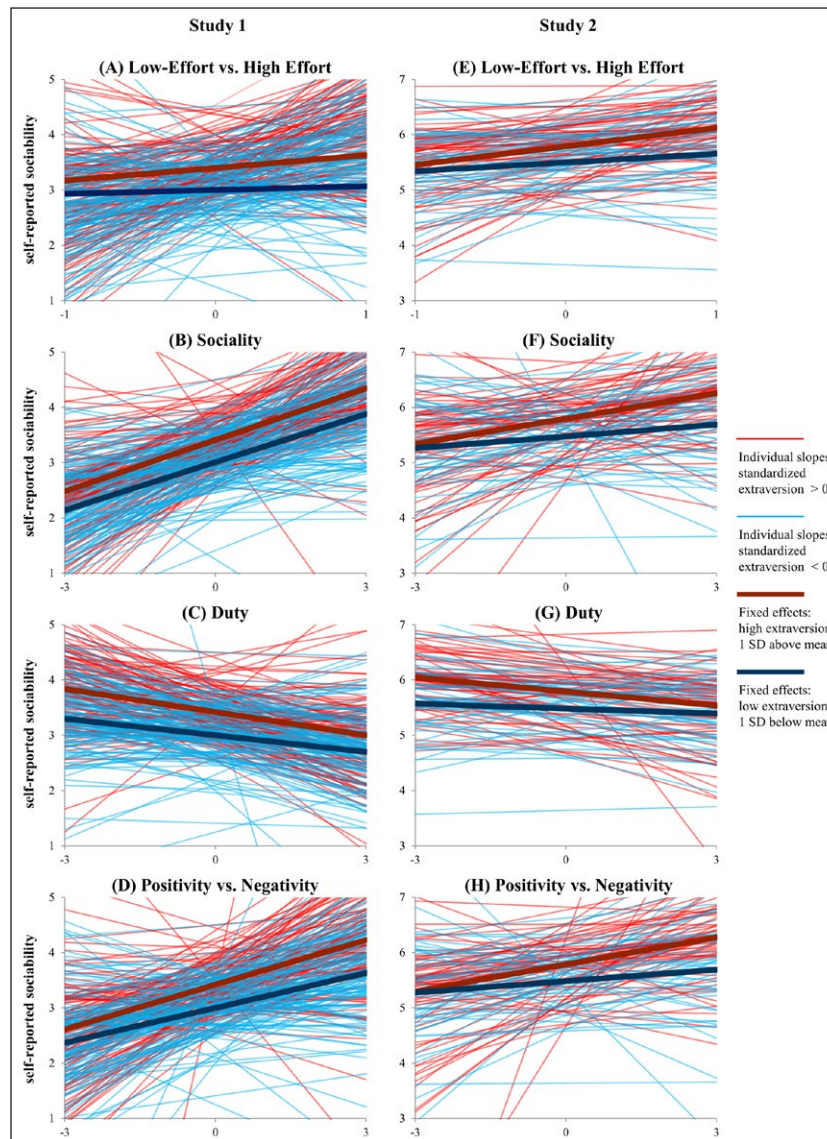 Study 1
Study 2
(A) Low-Effort vs. High Effort
5
4
3
2
1
-1
0
1
self-reported sociability
(E) Low-Effort vs. High Effort
7
6
5
4
3
-1
0
1
(B) Sociality
5
4
3
2
1
-3
0
3
self-reported sociability
(F) Sociality
7
6
5
4
3
-3
0
3
(C) Duty
5
4
3
2
1
-3
0
3
self-reported sociability
(G) Duty
7
6
5
4
3
-3
0
3
(D) Positivity vs. Negativity
5
4
3
2
1
-3
0
3
self-reported sociability
(H) Positivity vs. Negativity
7
6
5
4
3
-3
0
3
Individual slopes
standardized
extraversion > 0
Individual slopes
standardized
extraversion < 0
Fixed effects:
high extraversion
1 SD above mea
Fixed effects:
low extraversion
1 SD below mea